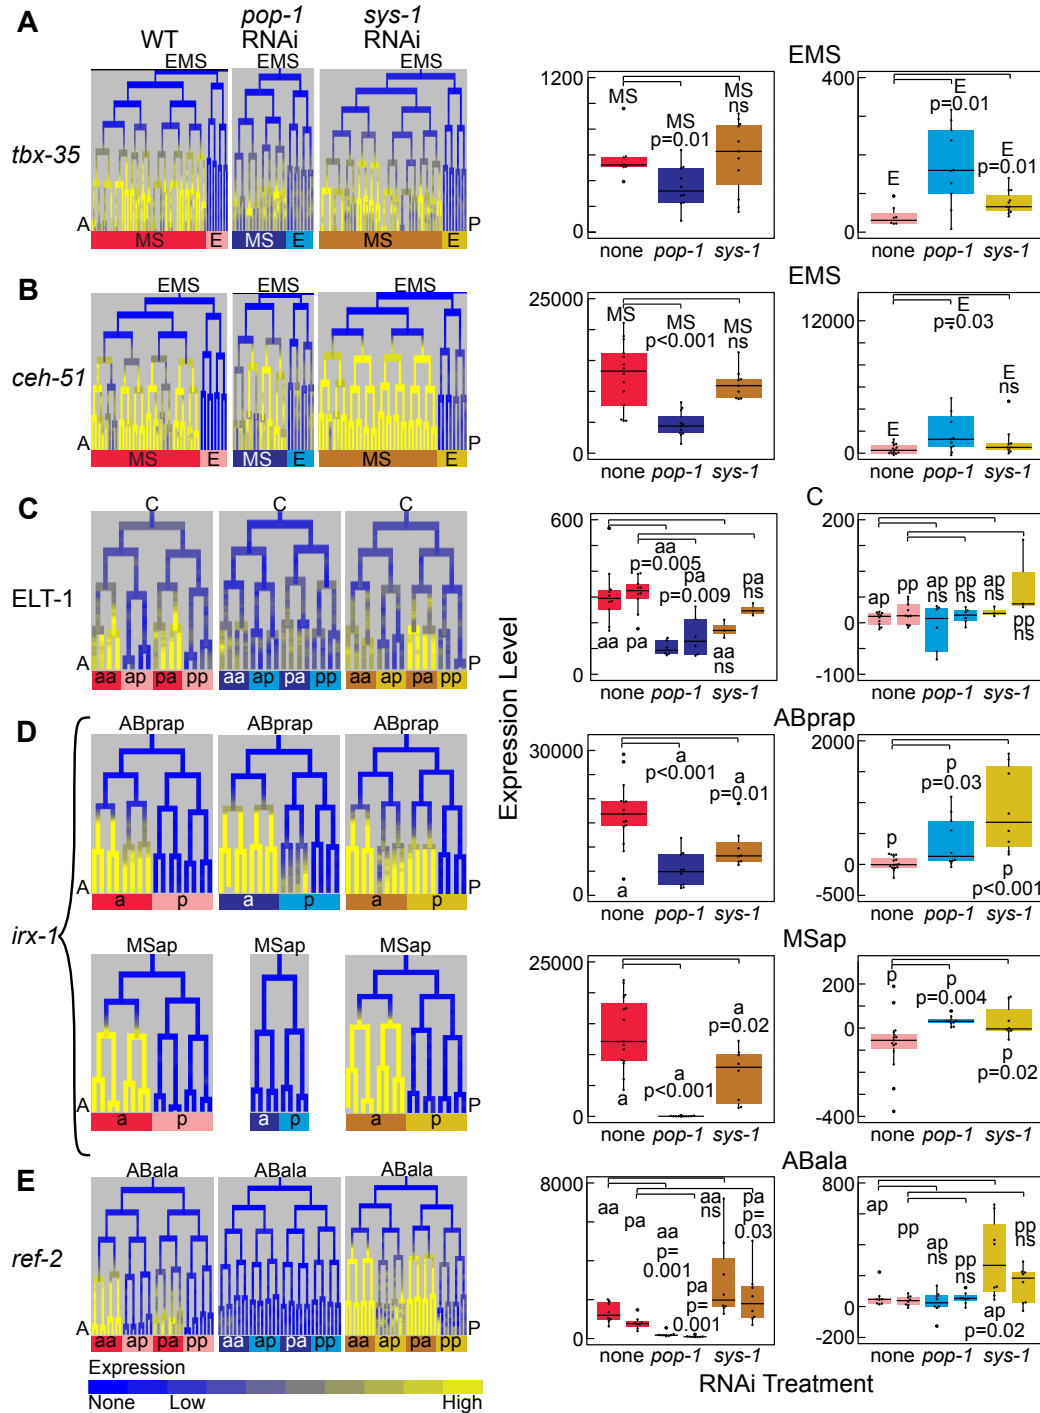 A
WT
pop-1
RNAi
sys-1
RNAi
EMS
EMS
EMS
tbx-35
A
P
MS
E
MS
E
MS
E
EMS
1200
0
MS
MS
p=0.01
MS
ns
none
pop-1
sys-1
400
0
E
E
p=0.01
E
p=0.01
none
pop-1
sys-1
B
EMS
EMS
EMS
ceh-51
A
P
MS
E
MS
E
MS
E
EMS
25000
0
MS
MS
p<0.001
MS
ns
none
pop-1
sys-1
12000
0
E
E
p=0.03
E
ns
none
pop-1
sys-1
C
C
C
C
ELT-1
A
P
aa
ap
pa
pp
aa
ap
pa
pp
aa
ap
pa
pp
C
600
0
aa
pa
aa
p=0.005
pa
p=0.009
aa
ns
pa
ns
none
pop-1
sys-1
200
0
-100
ap
pp
ap
ns
pp
ns
ap
ns
pp
ns
none
pop-1
sys-1
Expression Level
D
irx-1
ABprap
ABprap
ABprap
A
P
a
p
a
p
a
p
ABprap
30000
0
a
a
p<0.001
a
p=0.01
none
pop-1
sys-1
2000
0
-500
p
p
p=0.03
p
p<0.001
none
pop-1
sys-1
MSap
MSap
MSap
A
P
a
p
a
p
a
p
MSap
25000
0
a
a
p<0.001
a
p=0.02
none
pop-1
sys-1
200
0
-400
p
p
p=0.004
p
p=0.02
none
pop-1
sys-1
E
ABala
ABala
ABala
ref-2
A
P
aa
ap
pa
pp
aa
ap
pa
pp
aa
ap
pa
pp
ABala
8000
0
aa
pa
aa
p=
0.001
pa
p=
0.001
aa
ns
pa
p=
0.03
none
pop-1
sys-1
800
0
-200
ap
pp
ap
ns
pp
ns
ap
p=0.02
pp
ns
none
pop-1
sys-1
Expression
None
Low
High
RNAi Treatment